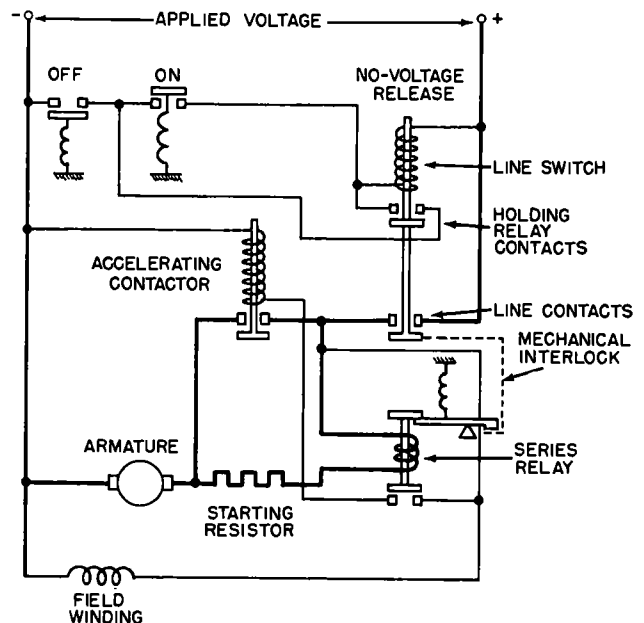 - APPLIED VOLTAGE +
OFF
ON
NO-VOLTAGE
RELEASE
LINE SWITCH
HOLDING
RELAY
CONTACTS
ACCELERATING
CONTACTOR
LINE CONTACTS
MECHANICAL
INTERLOCK
ARMATURE
SERIES
RELAY
STARTING
RESISTOR
FIELD
WINDING